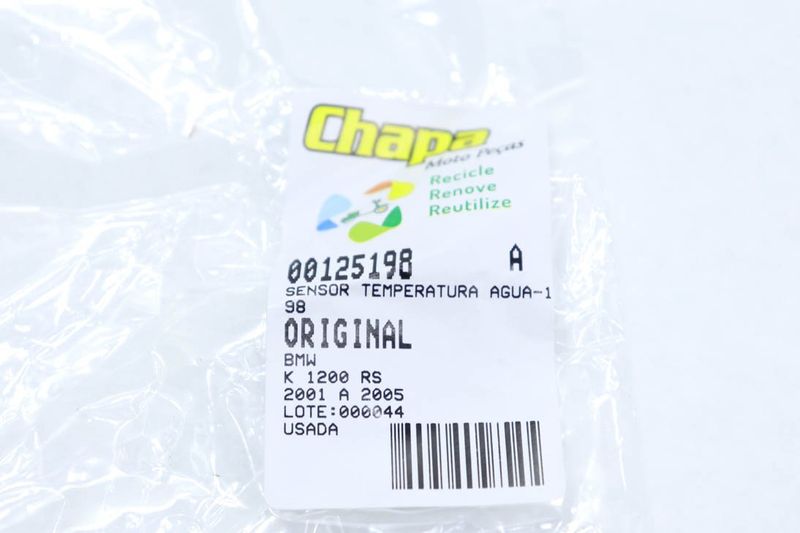 Chapa
Moto Peças
Recicle
Renove
Reutilize
00125198 A
SENSOR TEMPERATURA AGUA-1
98
ORIGINAL
BMW
K 1200 RS
2001 A 2005
LOTE:000044
USADA